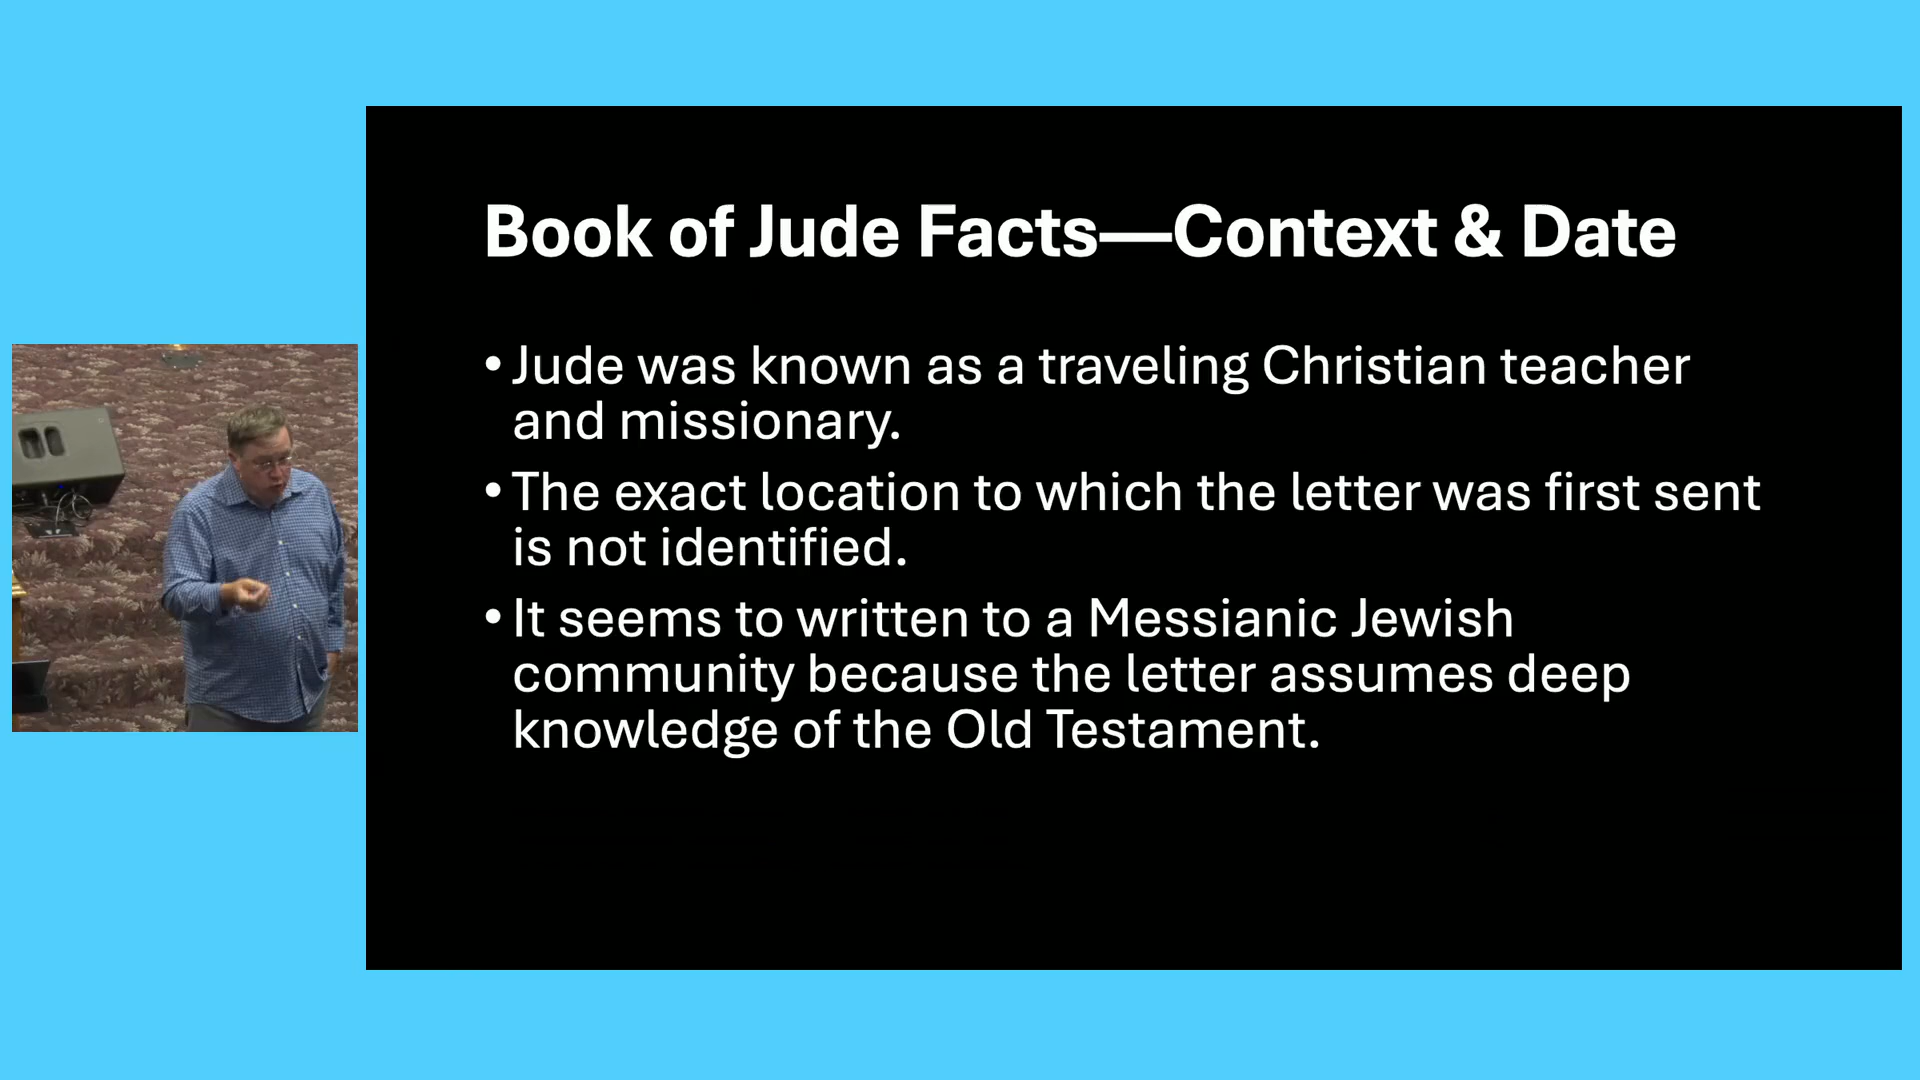 Book of Jude Facts—Context & Date
• Jude was known as a traveling Christian teacher
and missionary.
• The exact location to which the letter was first sent
is not identified.
• It seems to written to a Messianic Jewish
community because the letter assumes deep
knowledge of the Old Testament.